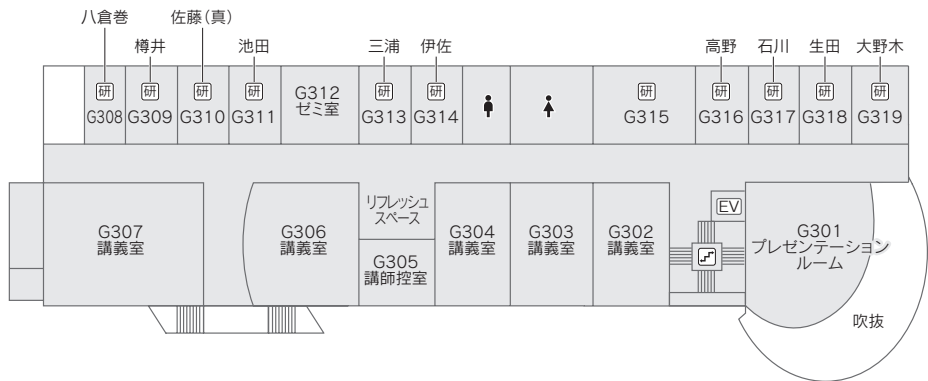 八倉巻
佐藤(真)
樽井
池田
三浦
伊佐
高野
石川
生田
大野木
研
G308
研
G309
研
G310
研
G311
G312
ゼミ室
研
G313
研
G314
研
G315
研
G316
研
G317
研
G318
研
G319
G307
講義室
G306
講義室
リフレッシュ
スペース
G305
講師控室
G304
講義室
G303
講義室
G302
講義室
EV
G301
プレゼンテーション
ルーム
吹抜